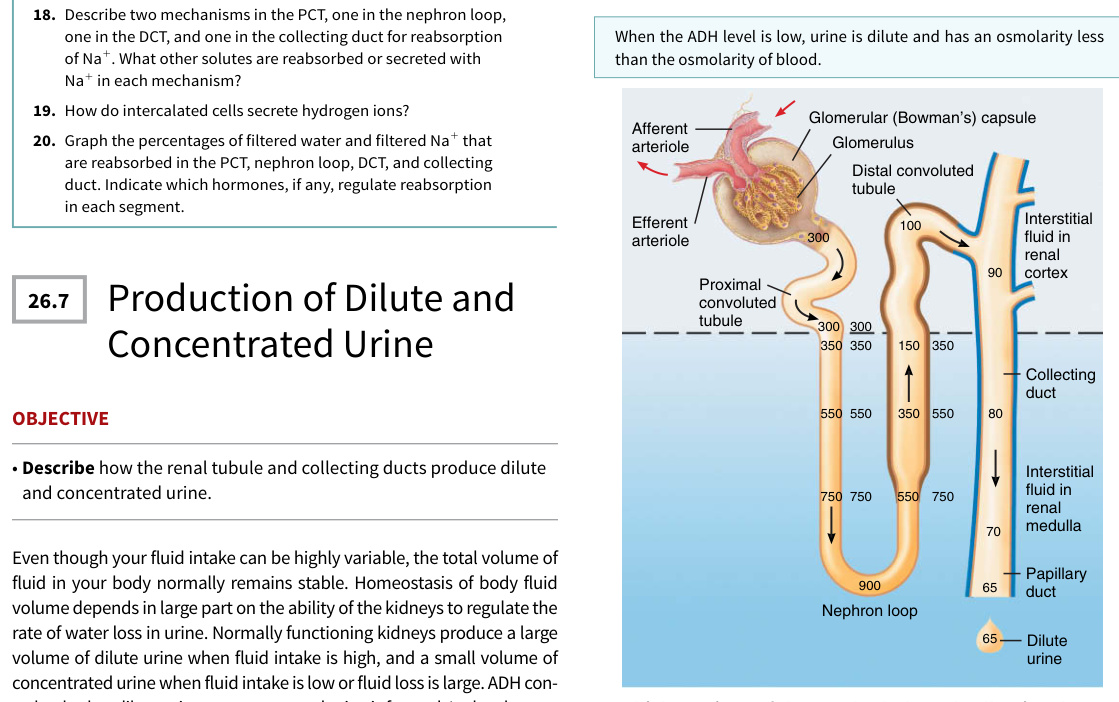 18. Describe two mechanisms in the PCT, one in the nephron loop,
one in the DCT, and one in the collecting duct for reabsorption
of Na+. What other solutes are reabsorbed or secreted with
Na+ in each mechanism?
19. How do intercalated cells secrete hydrogen ions?
20. Graph the percentages of filtered water and filtered Na+ that
are reabsorbed in the PCT, nephron loop, DCT, and collecting
duct. Indicate which hormones, if any, regulate reabsorption
in each segment.
26.7 Production of Dilute and
Concentrated Urine
OBJECTIVE
• Describe how the renal tubule and collecting ducts produce dilute
and concentrated urine.
Even though your fluid intake can be highly variable, the total volume of
fluid in your body normally remains stable. Homeostasis of body fluid
volume depends in large part on the ability of the kidneys to regulate the
rate of water loss in urine. Normally functioning kidneys produce a large
volume of dilute urine when fluid intake is high, and a small volume of
concentrated urine when fluid intake is low or fluid loss is large. ADH con-
When the ADH level is low, urine is dilute and has an osmolarity less
than the osmolarity of blood.
Afferent
arteriole
Glomerular (Bowman's) capsule
Glomerulus
Distal convoluted
tubule
Efferent
arteriole
Interstitial
fluid in
renal
cortex
300
100
90
Proximal
convoluted
tubule
300 300
350 350 150 350
Collecting
duct
550 550 350 550 80
Interstitial
fluid in
renal
medulla
750 750 550 750
70
Papillary
duct
900
65
Nephron loop
65
Dilute
urine